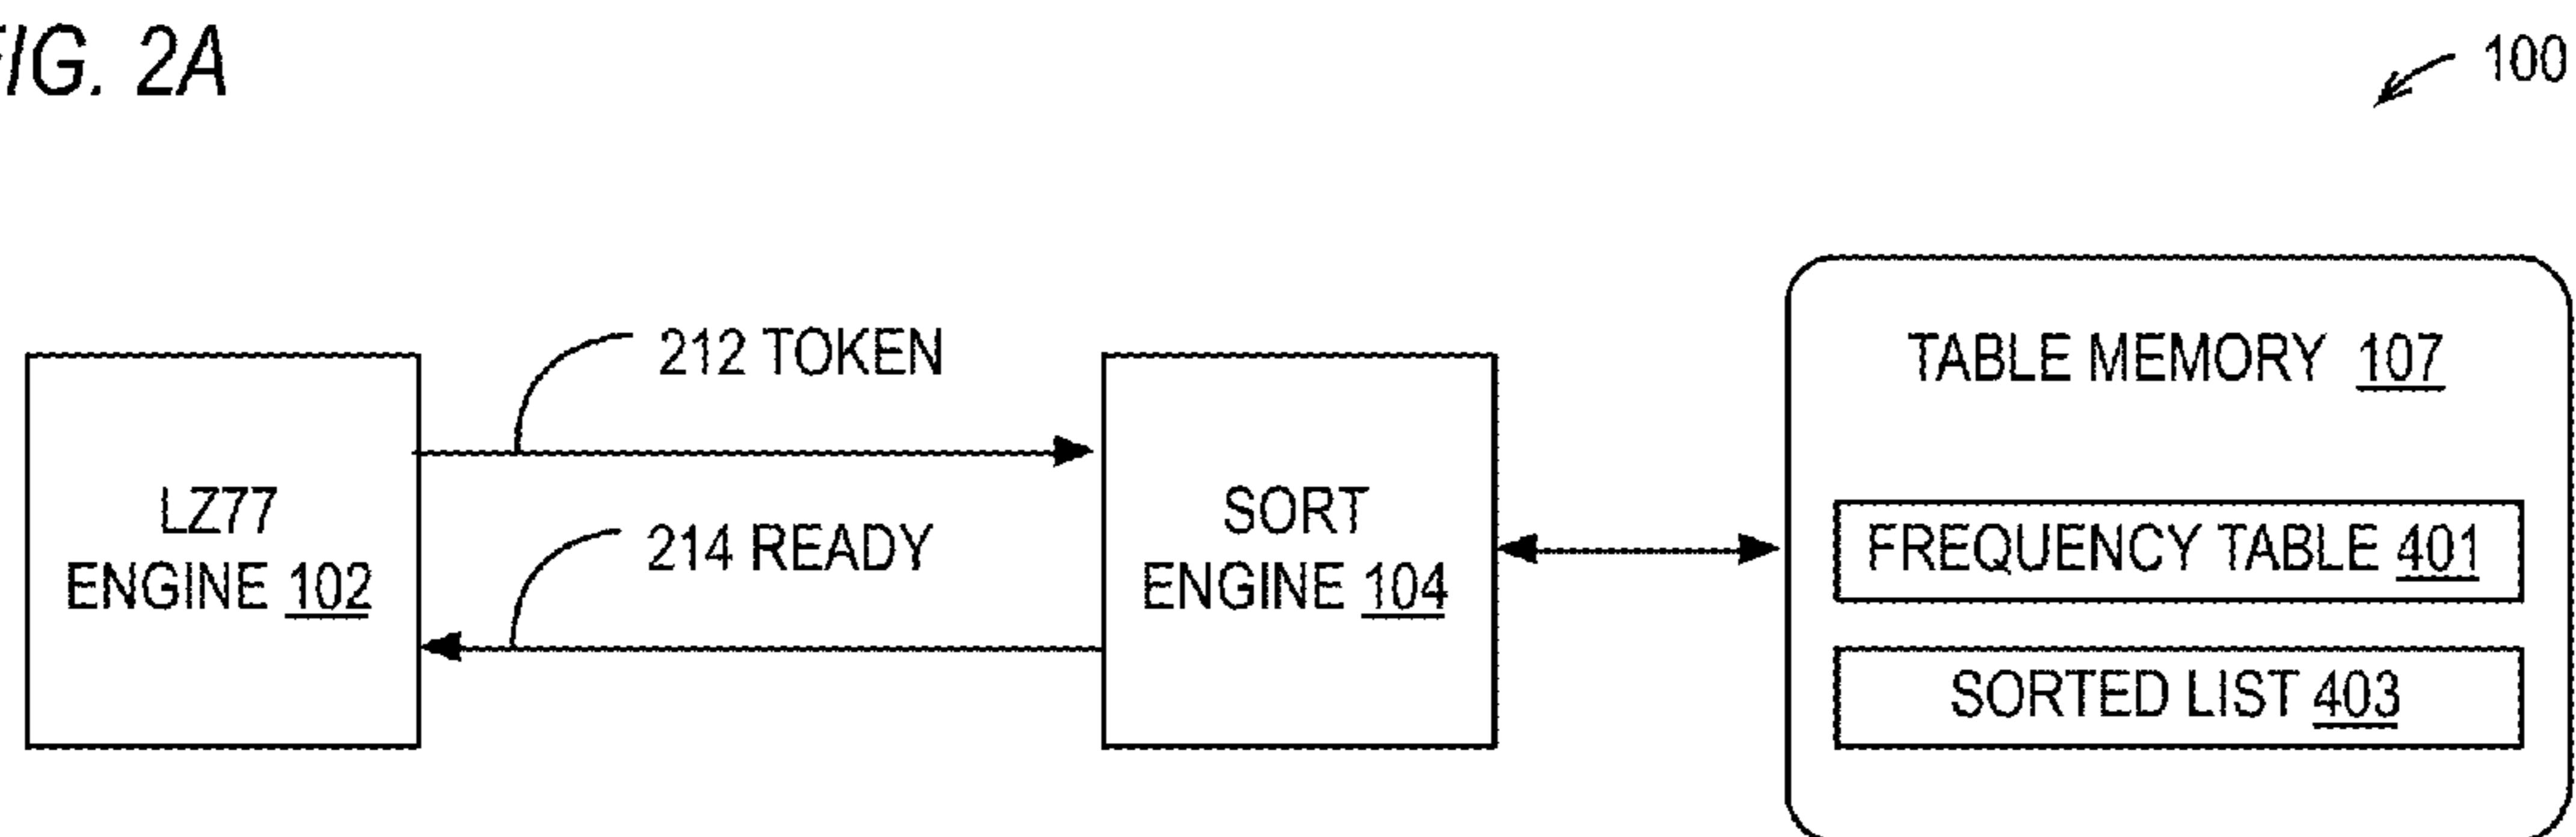 FIG. 2A
100
212 TOKEN
214 READY
LZ77
ENGINE 102
SORT
ENGINE 104
TABLE MEMORY 107
FREQUENCY TABLE 401
SORTED LIST 403